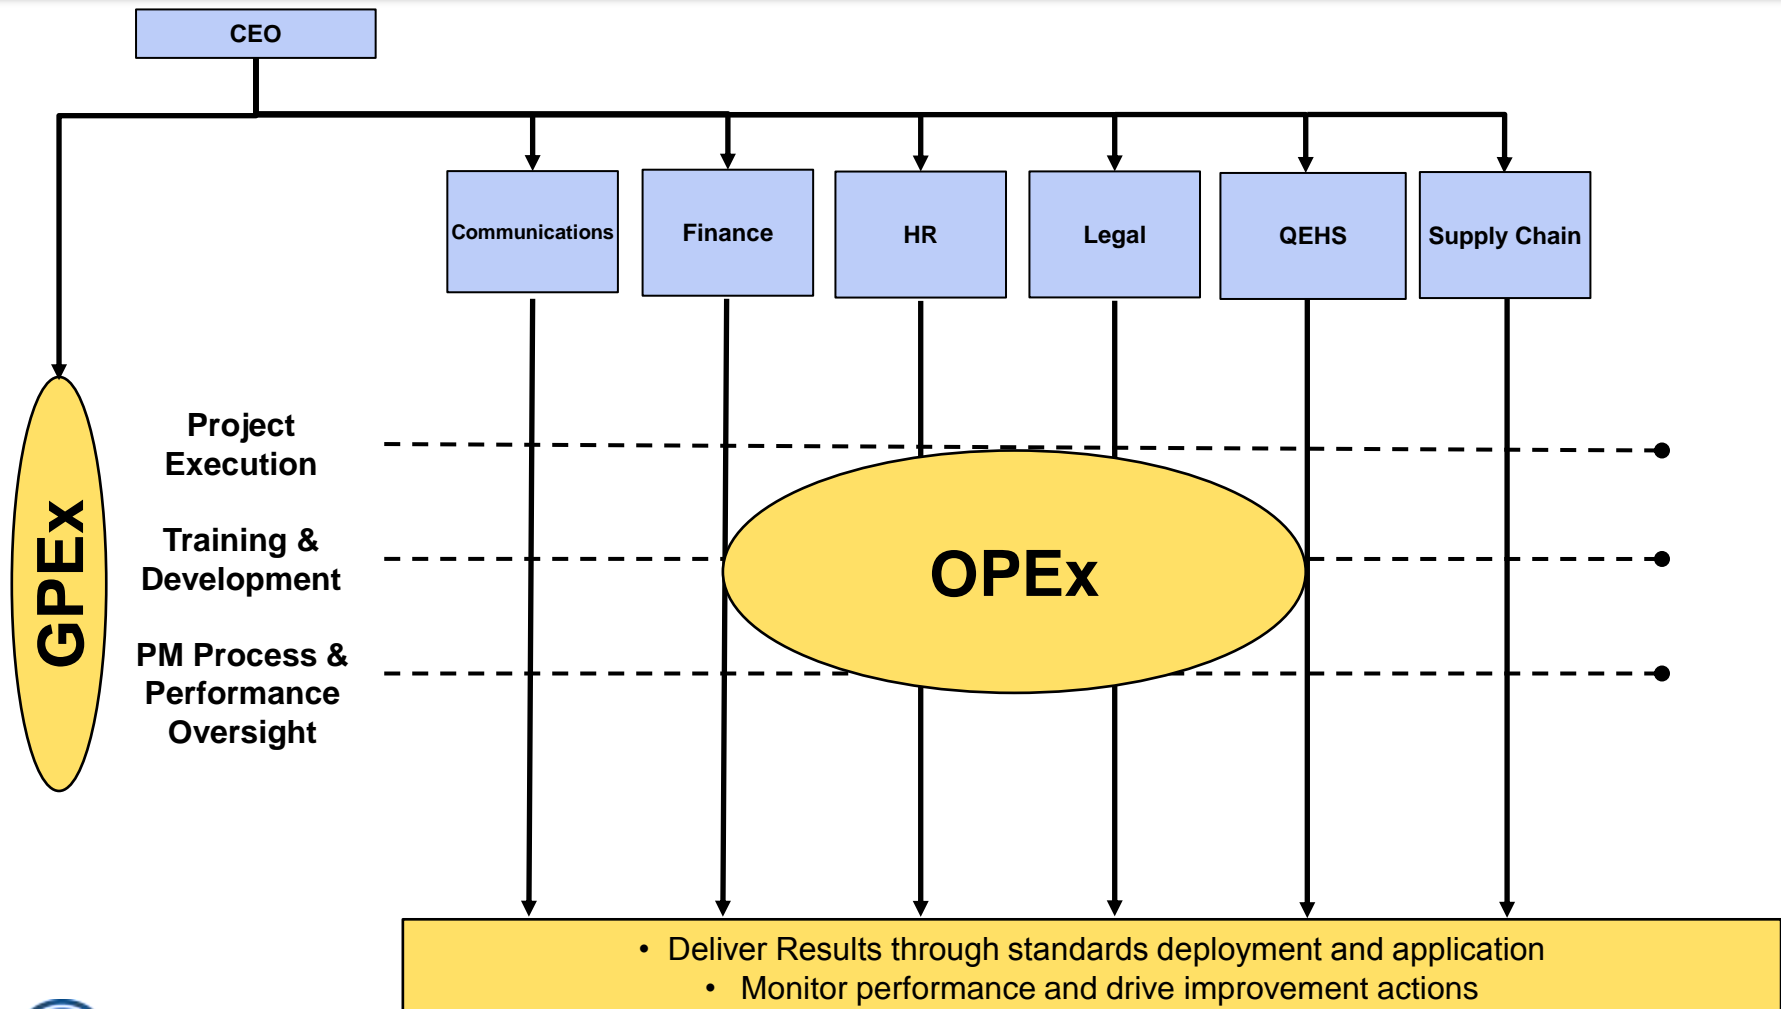 CEO
Communications
Finance
HR
Legal
QEHS
Supply Chain
GPEx
Project
Execution
Training &
Development
PM Process &
Performance
Oversight
OPEx
• Deliver Results through standards deployment and application
• Monitor performance and drive improvement actions